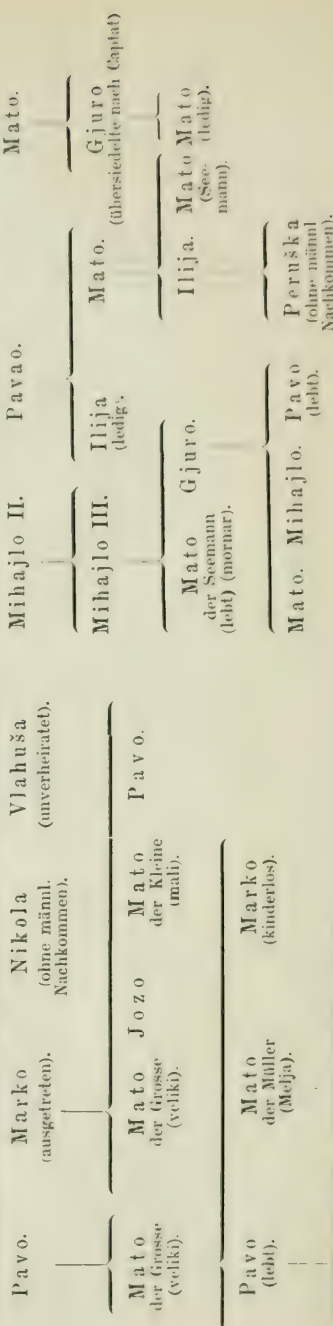 Pavo. Marko Nikola Vlahuša Mihajlo II. Pavao. Mato.
(ausgetreten). (ohne männl. (unverheiratet).
Nachkommen).
Mihajlo III. Ilija Mato. Gjuro
(ledig). (übersiedelte nach Captat)
Mato Mato Jozo Mato Pavo.
der Grosse der Grosse der Kleine
(veliki). (veliki). (mali).
Mato Gjuro. Ilija. Mato Mato
der Seemann (See- (ledig).
(lebt) (mornar). mann).
Pavo Mato Marko
(lebt). der Müller (kinderlos).
(Melja).
Mato. Mihajlo. Pavo Peruška
(lebt). (ohne männl
Nachkommen).